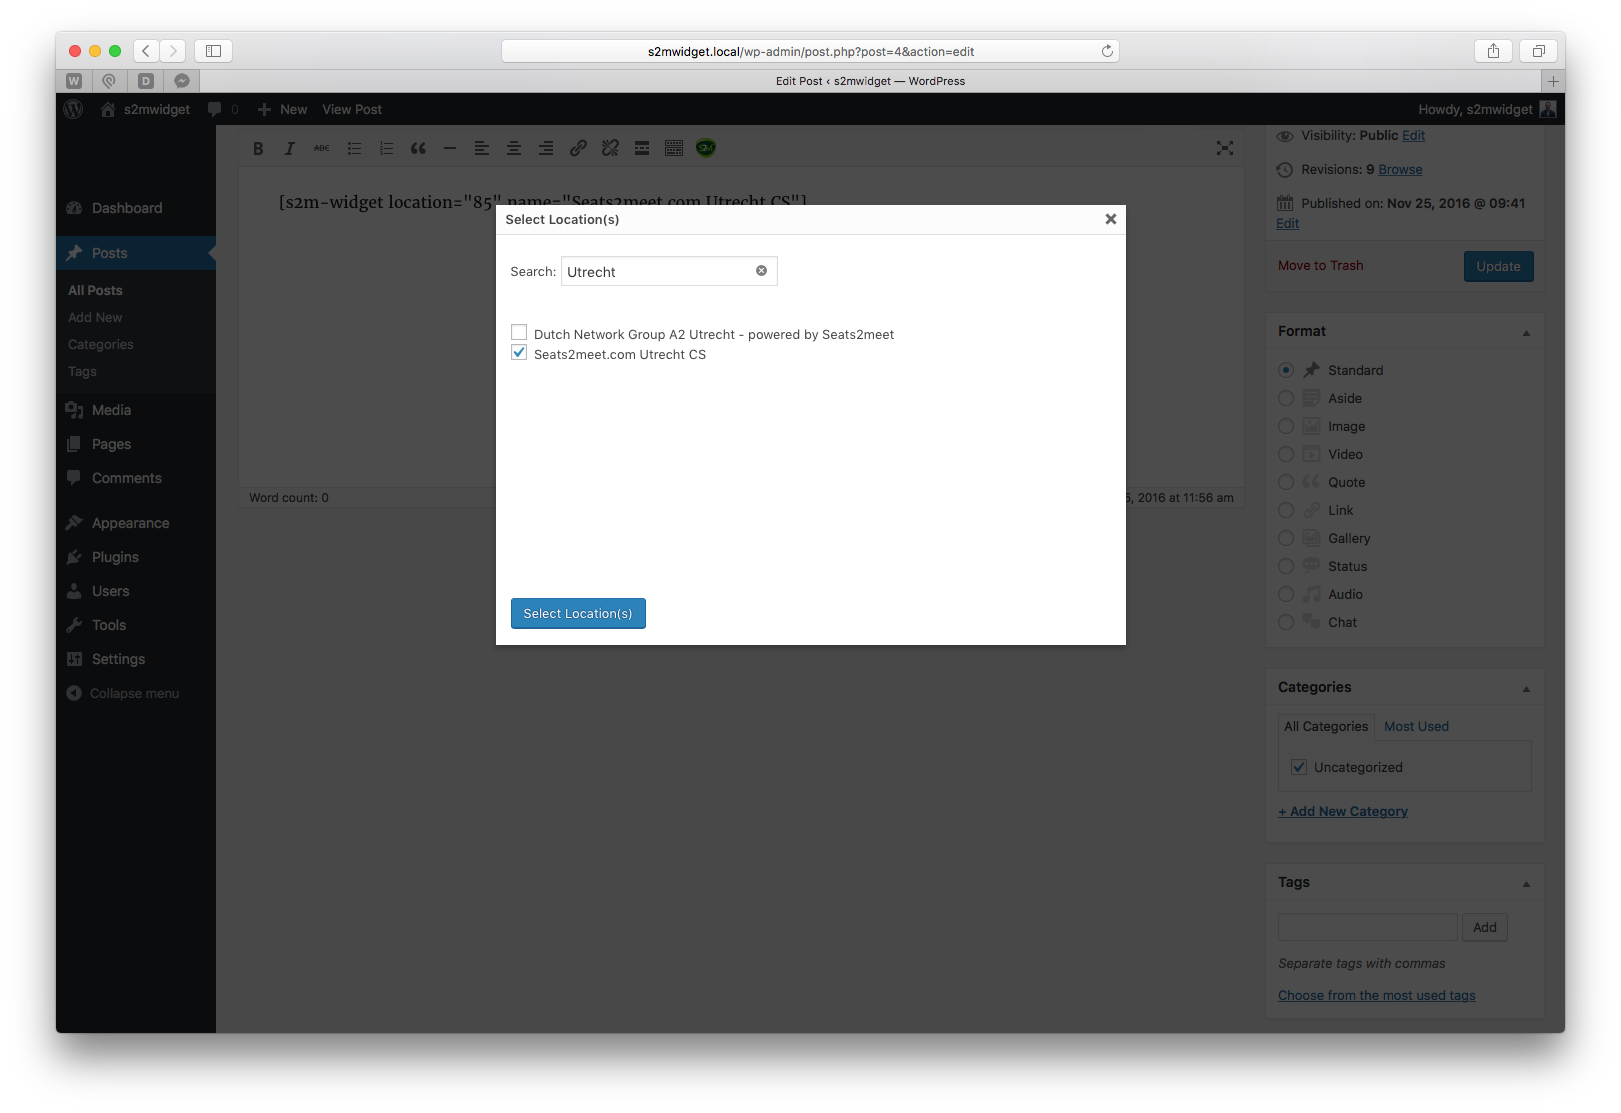 s2mwidget.local/wp-admin/post.php?post=4&action=edit
W
D
Edit Post ‹ s2mwidget — WordPress
s2mwidget
0
New
View Post
Howdy, s2mwidget
Dashboard
Posts
All Posts
Add New
Categories
Tags
Media
Pages
Comments
Appearance
Plugins
Users
Tools
Settings
Collapse menu
B I ABC
S2M
[s2m-widget location="85" name="Seats2meet.com Utrecht CS"]
Word count: 0
5, 2016 at 11:56 am
Select Location(s)
Search: Utrecht
Dutch Network Group A2 Utrecht - powered by Seats2meet
Seats2meet.com Utrecht CS
Select Location(s)
Visibility: Public Edit
Revisions: 9 Browse
Published on: Nov 25, 2016 @ 09:41
Edit
Move to Trash
Update
Format
Standard
Aside
Image
Video
Quote
Link
Gallery
Status
Audio
Chat
Categories
All Categories
Most Used
Uncategorized
+ Add New Category
Tags
Add
Separate tags with commas
Choose from the most used tags